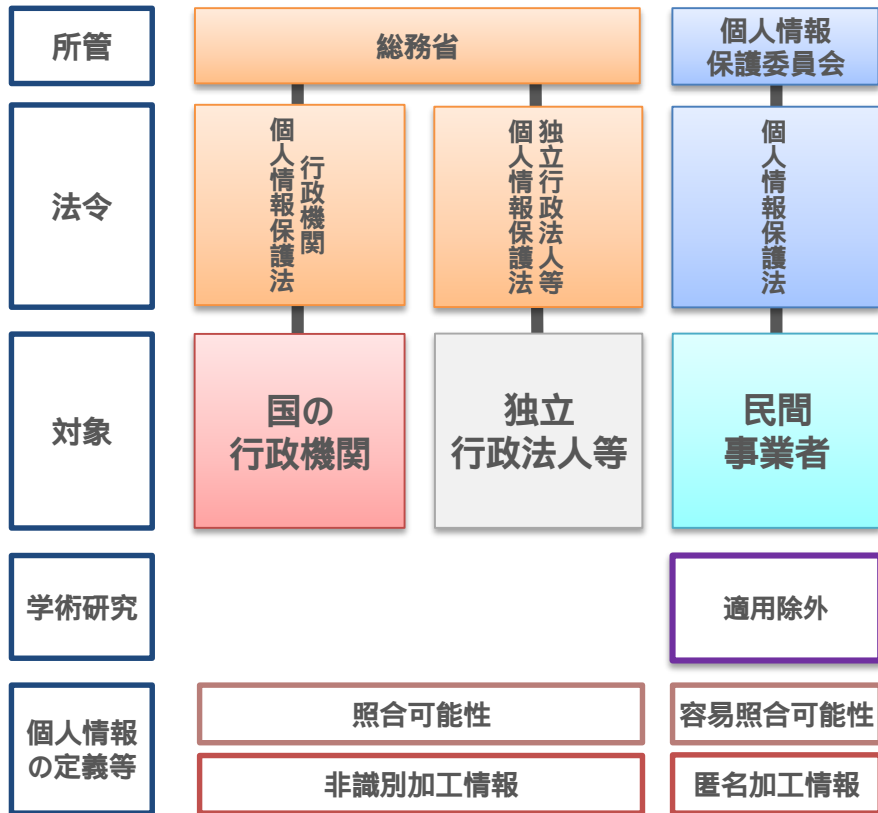 所管
総務省
個人情報
保護委員会
法令
行政機関
個人情報保護法
独立行政法人等
個人情報保護法
個人情報保護法
対象
国の
行政機関
独立
行政法人等
民間
事業者
学術研究
適用除外
個人情報
の定義等
照合可能性
容易照合可能性
非識別加工情報
匿名加工情報